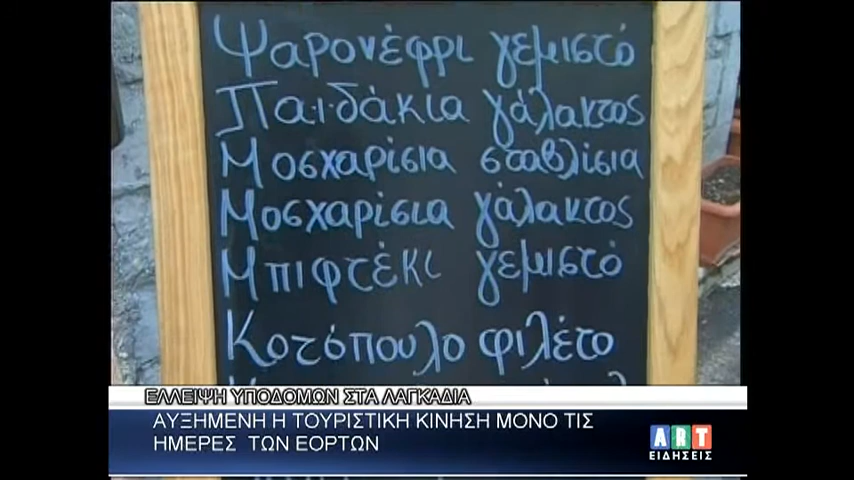 Ψαρονέφρι γεμιστό
Παιδάκια γάλακτος
Μοσχαρίσια σταβλίσια
Μοσχαρίσια γάλακτος
Μπιφτέκι γεμιστό
Κοτόπουλο φιλέτο
ΕΛΛΕΙΨΗ ΥΠΟΔΟΜΩΝ ΣΤΑ ΛΑΓΚΑΔΙΑ
ΑΥΞΗΜΕΝΗ Η ΤΟΥΡΙΣΤΙΚΗ ΚΙΝΗΣΗ ΜΟΝΟ ΤΙΣ
ΗΜΕΡΕΣ ΤΩΝ ΕΟΡΤΩΝ
ART
ΕΙΔΗΣΕΙΣ